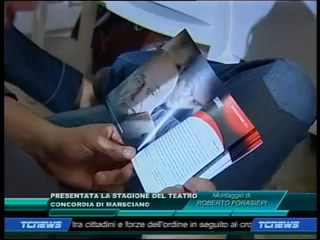 PRESENTATA LA STAGIONE DEL TEATRO
CONCORDIA DI MARSCIANO
Montaggio di
ROBERTO FORASIEPI
TCNEWS
tra cittadini e forze dell'ordine in seguito al cro
TCNEWS